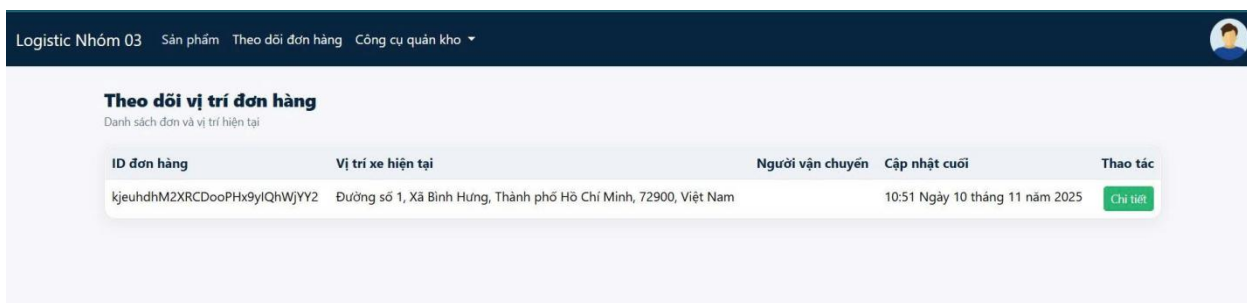 Logistic Nhóm 03 Sản phẩm Theo dõi đơn hàng Công cụ quản kho
Theo dõi vị trí đơn hàng
Danh sách đơn và vị trí hiện tại
ID đơn hàng Vị trí xe hiện tại Người vận chuyển Cập nhật cuối Thao tác
kjeuhdhM2XRCDooPHx9yIQhWjYY2 Đường số 1, Xã Bình Hưng, Thành phố Hồ Chí Minh, 72900, Việt Nam 10:51 Ngày 10 tháng 11 năm 2025 Chi tiết